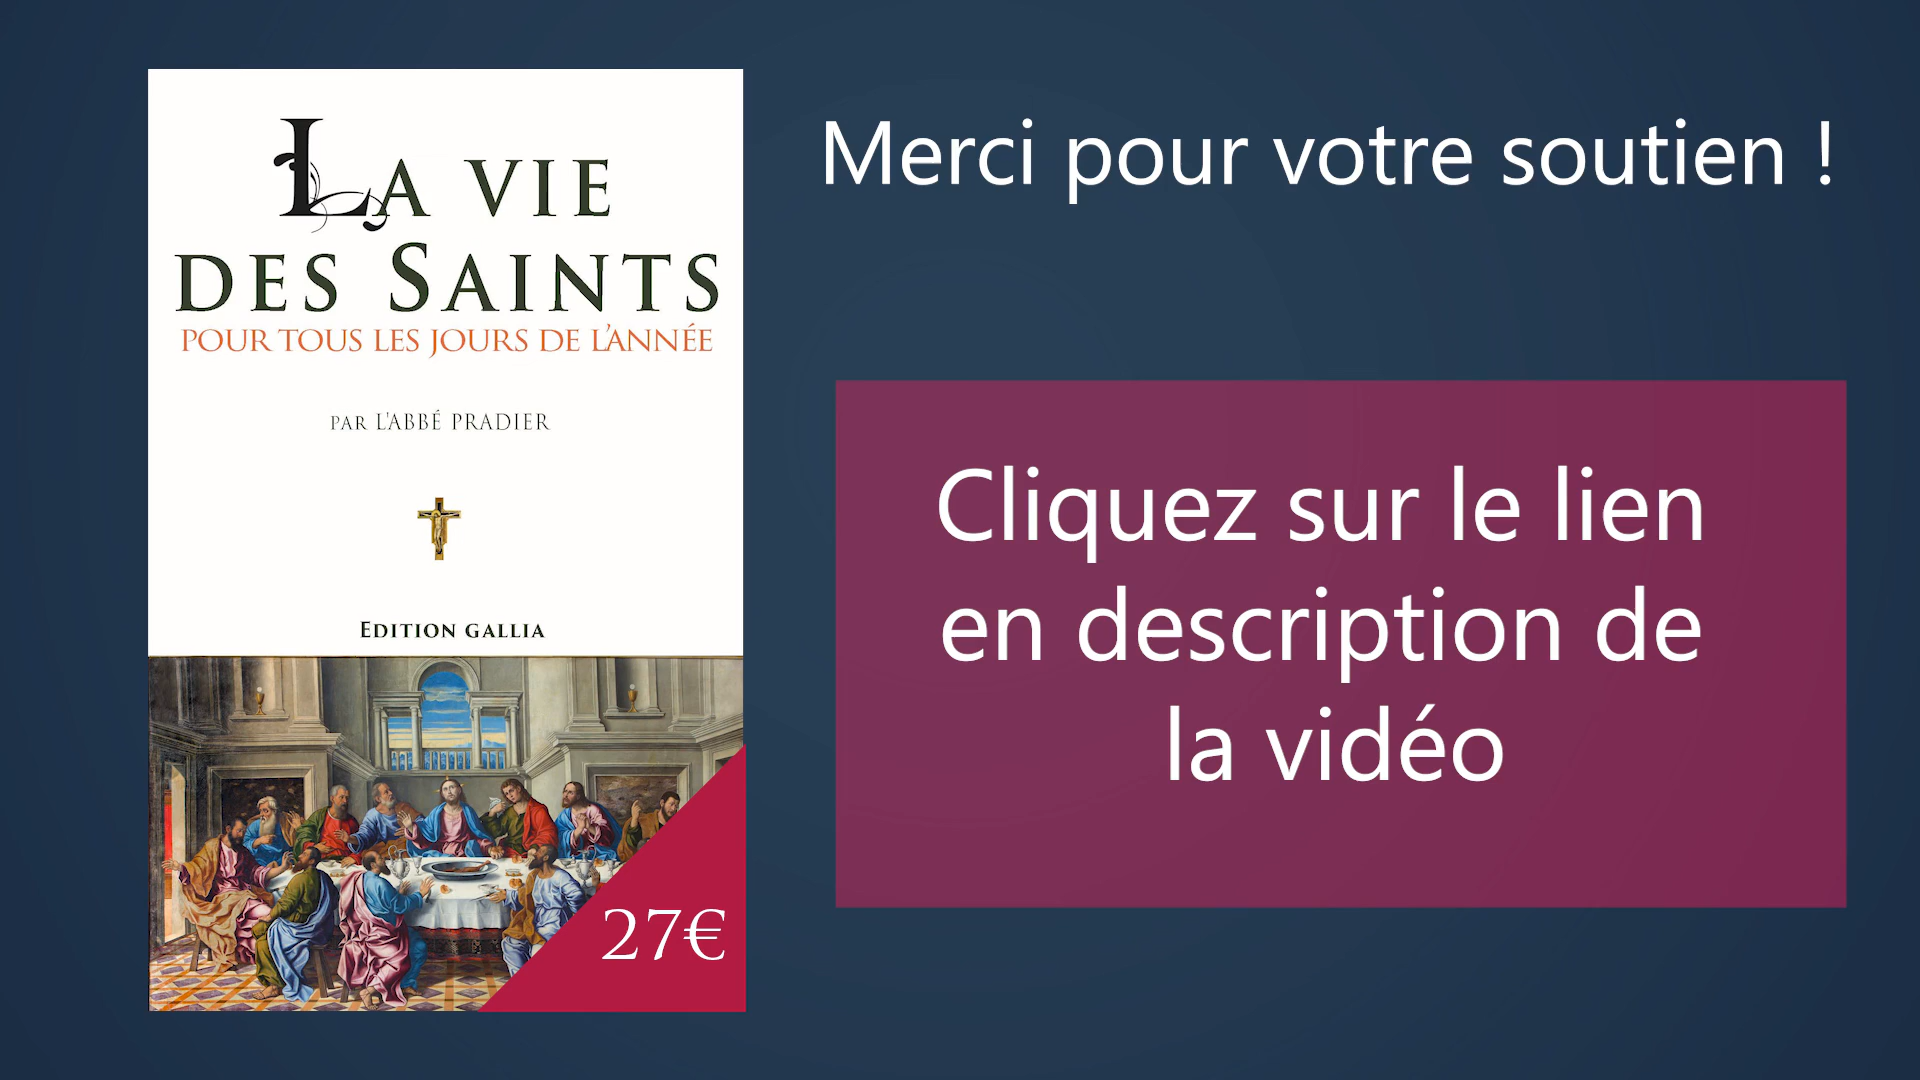 La vie
des Saints
pour tous les jours de l'année
par l'abbé Pradier
Edition Gallia
27€
Merci pour votre soutien !
Cliquez sur le lien
en description de
la vidéo